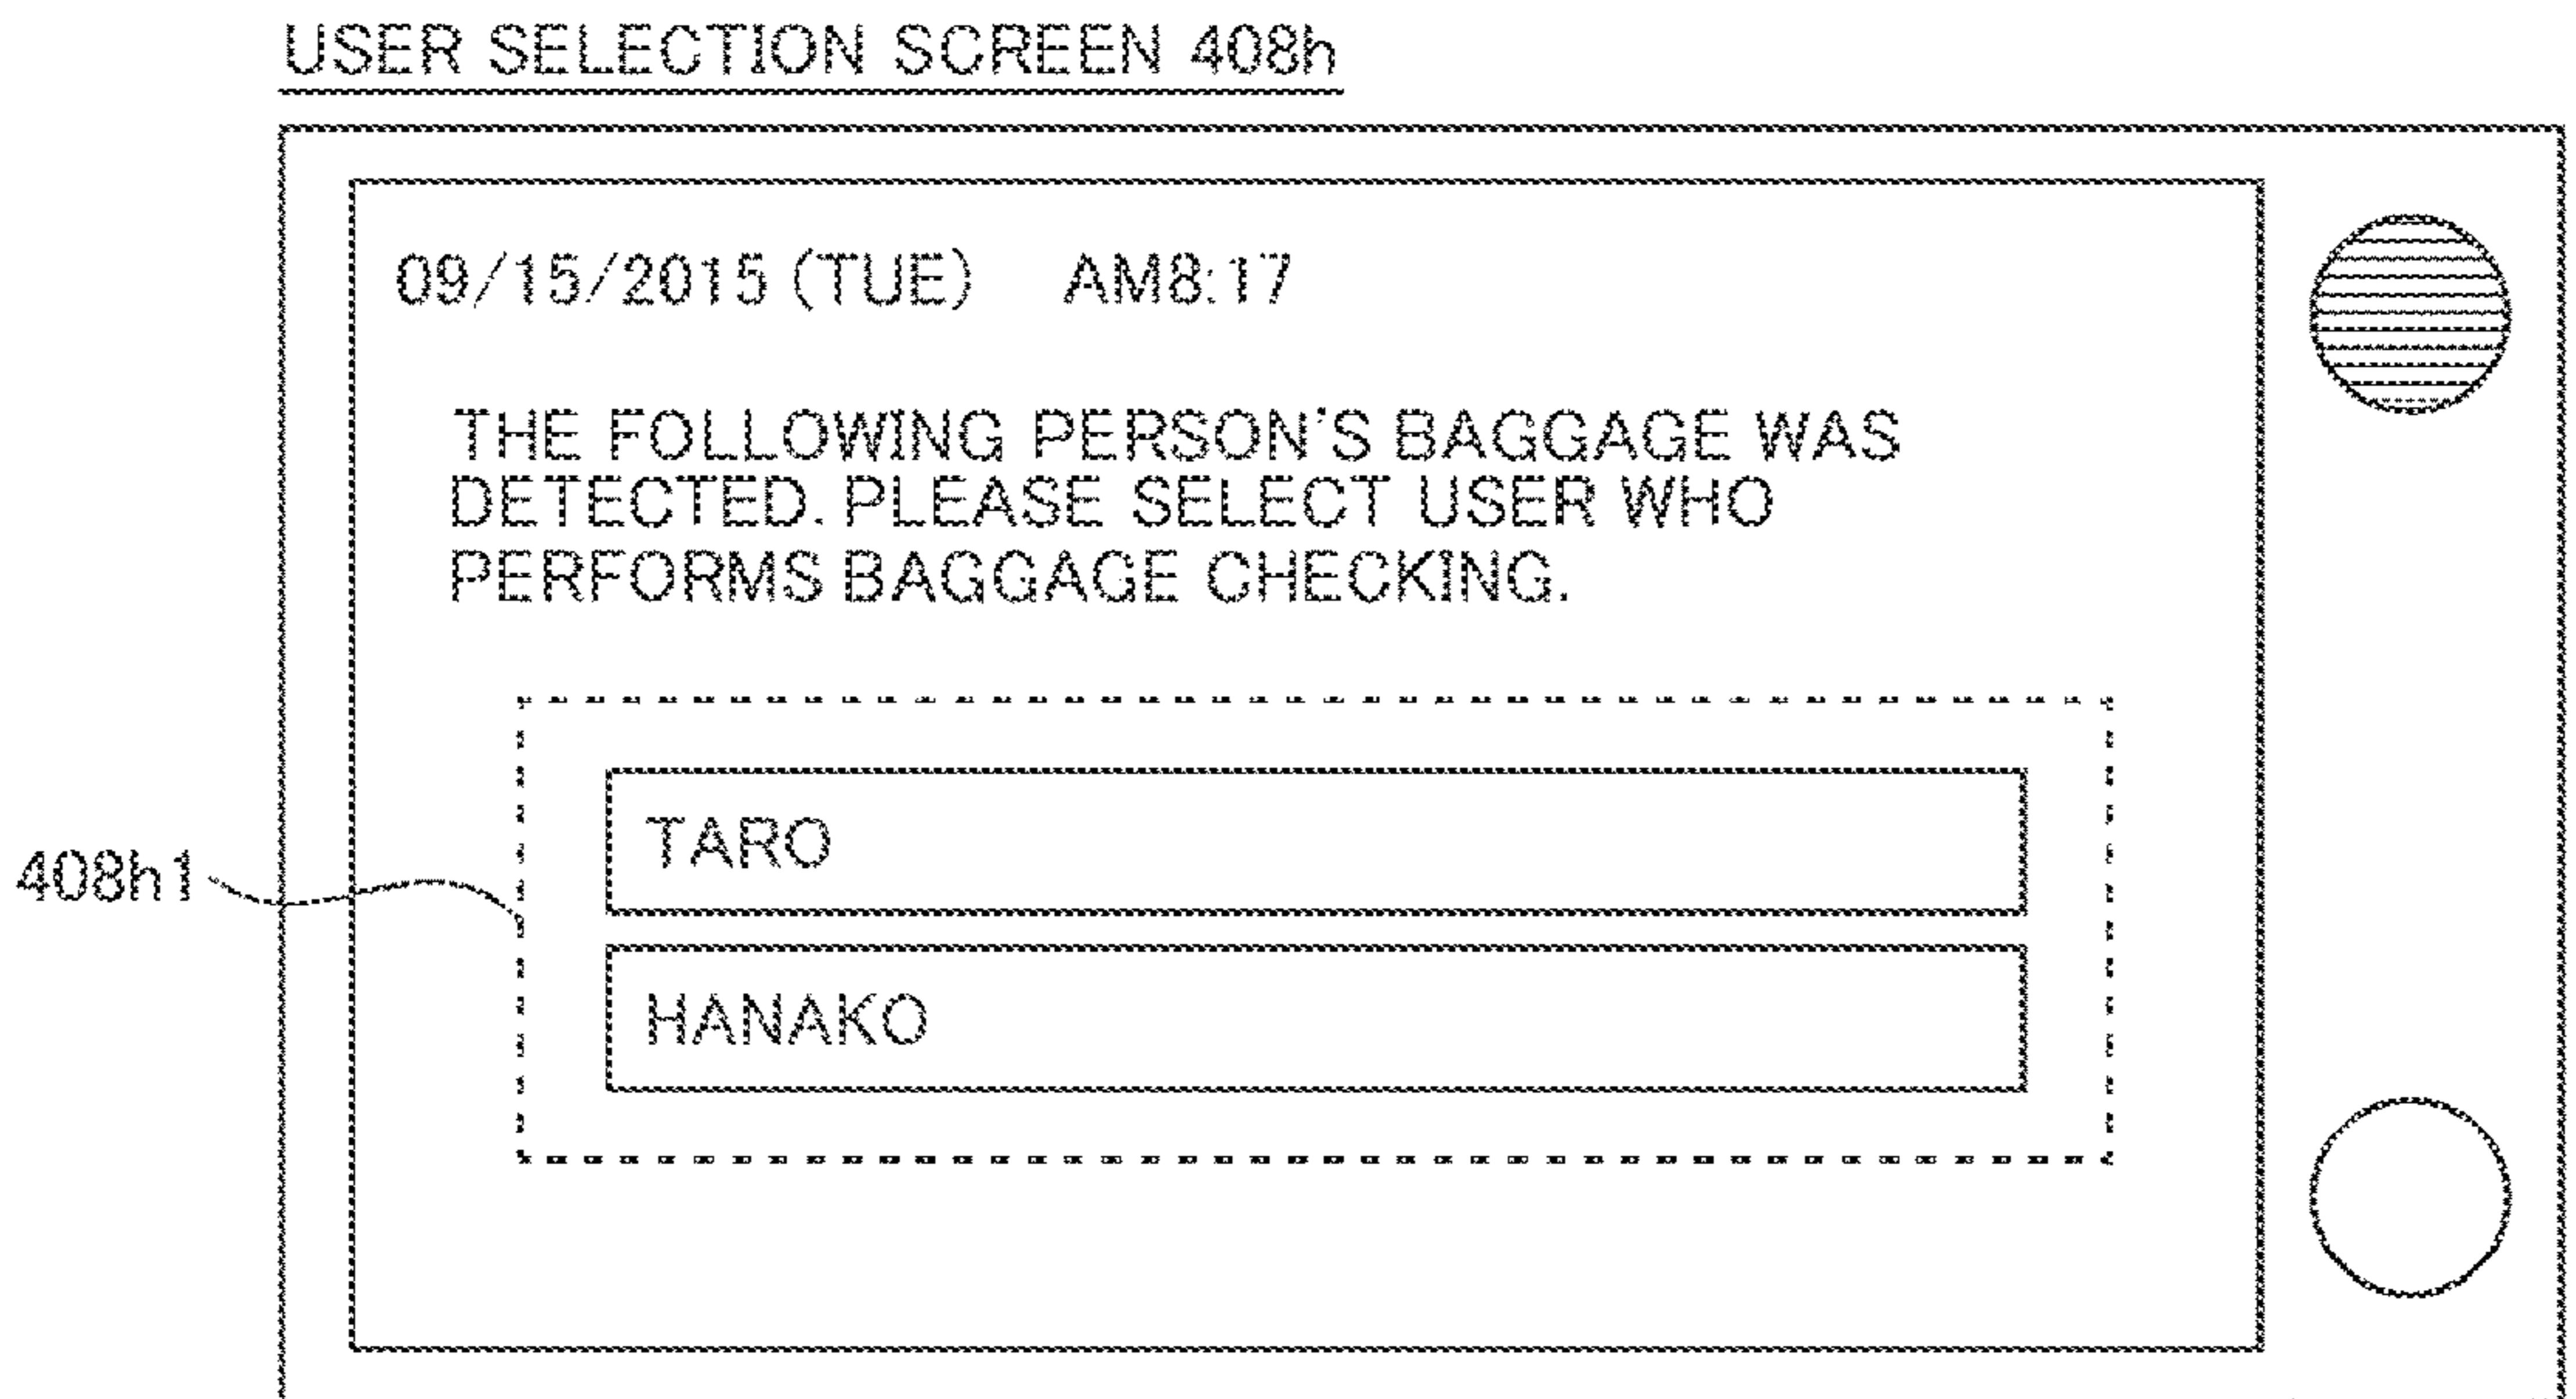 USER SELECTION SCREEN 408h
09/15/2015 (TUE) AM8:17
THE FOLLOWING PERSON'S BAGGAGE WAS
DETECTED. PLEASE SELECT USER WHO
PERFORMS BAGGAGE CHECKING.
TARO
408h1
HANAKO